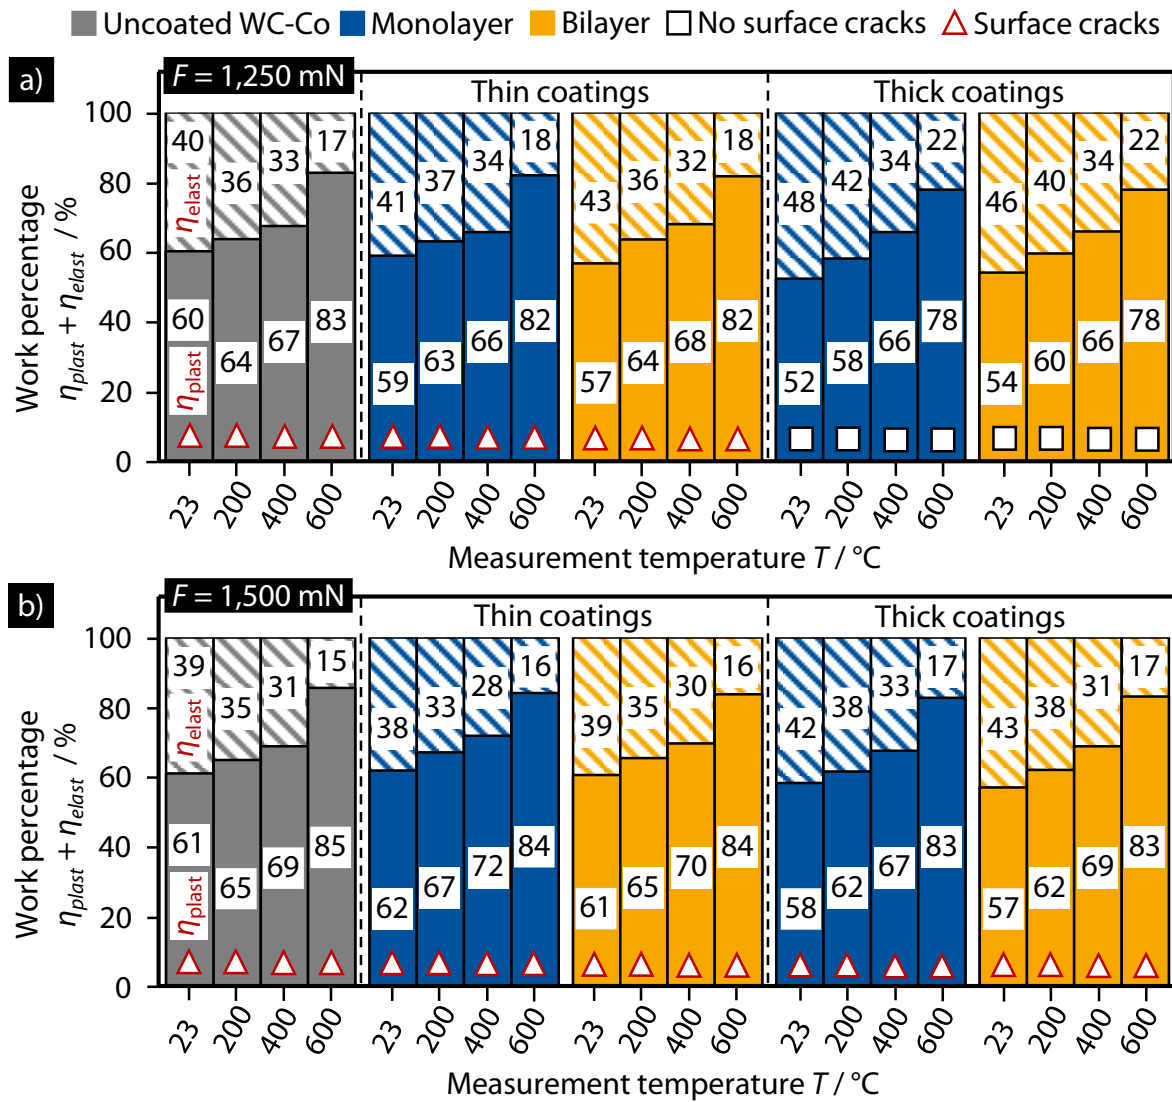 Uncoated WC-Co Monolayer Bilayer No surface cracks Surface cracks
a) F = 1,250 mN
Thin coatings Thick coatings
Work percentage
η_plast + η_elast / %
100
80
60
40
20
0
40 36 33 17 41 37 34 18 43 36 32 18 48 42 34 22 46 40 34 22
η_elast
60 64 67 83 59 63 66 82 57 64 68 82 52 58 66 78 54 60 66 78
η_plast
23 200 400 600 23 200 400 600 23 200 400 600 23 200 400 600 23 200 400 600
Measurement temperature T / °C
b) F = 1,500 mN
Thin coatings Thick coatings
Work percentage
η_plast + η_elast / %
100
80
60
40
20
0
39 35 31 15 38 33 28 16 39 35 30 16 42 38 33 17 43 38 31 17
η_elast
61 65 69 85 62 67 72 84 61 65 70 84 58 62 67 83 57 62 69 83
η_plast
23 200 400 600 23 200 400 600 23 200 400 600 23 200 400 600 23 200 400 600
Measurement temperature T / °C